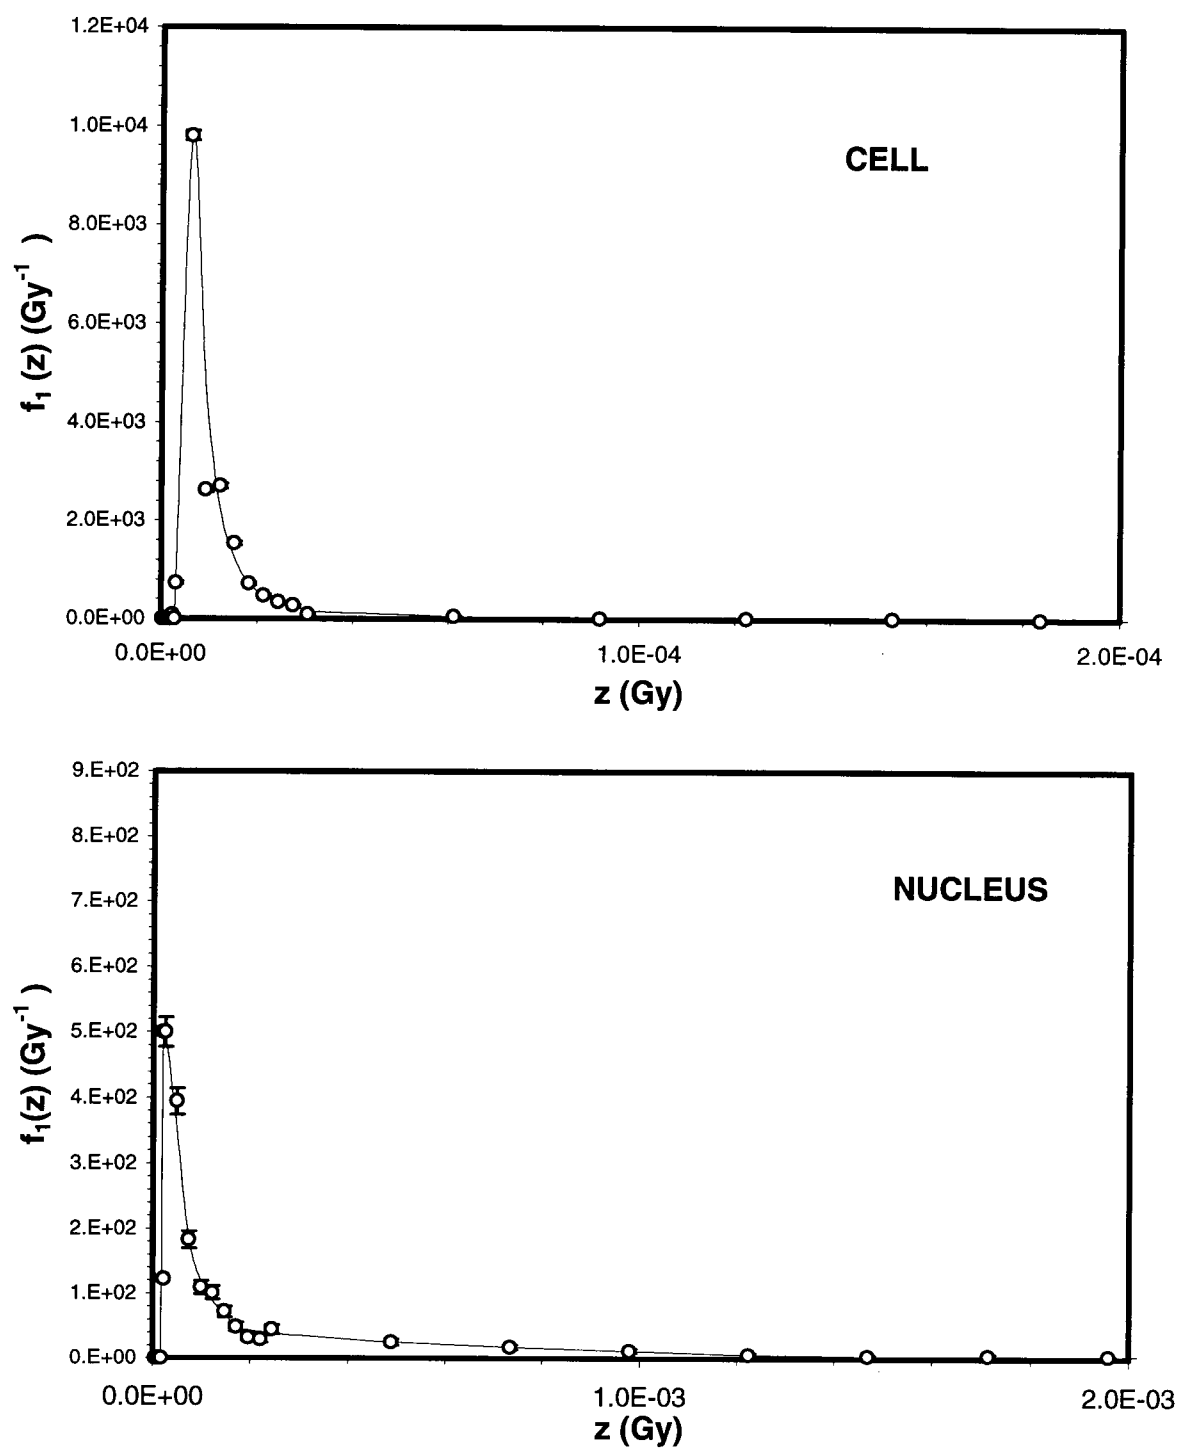 1.2E+04
1.0E+04
CELL
8.0E+03
6.0E+03
4.0E+03
2.0E+03
0.0E+00
f₁ (z) (Gy⁻¹ )
0.0E+00 1.0E-04 2.0E-04
z (Gy)
9.E+02
8.E+02
NUCLEUS
7.E+02
6.E+02
5.E+02
4.E+02
3.E+02
2.E+02
1.E+02
0.E+00
f₁(z) (Gy⁻¹ )
0.0E+00 1.0E-03 2.0E-03
z (Gy)